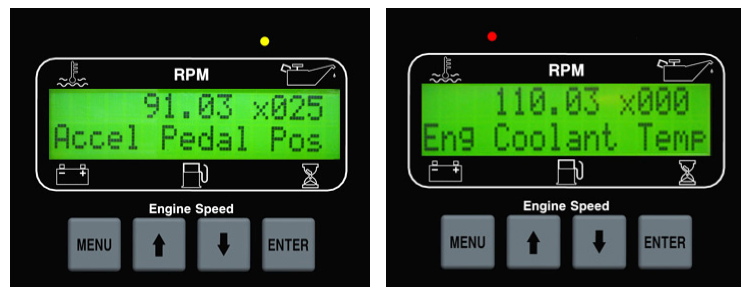 RPM
91.03 x025
Accel Pedal Pos
- +
Engine Speed
MENU
ENTER
RPM
110.03 x000
Eng Coolant Temp
- +
Engine Speed
MENU
ENTER